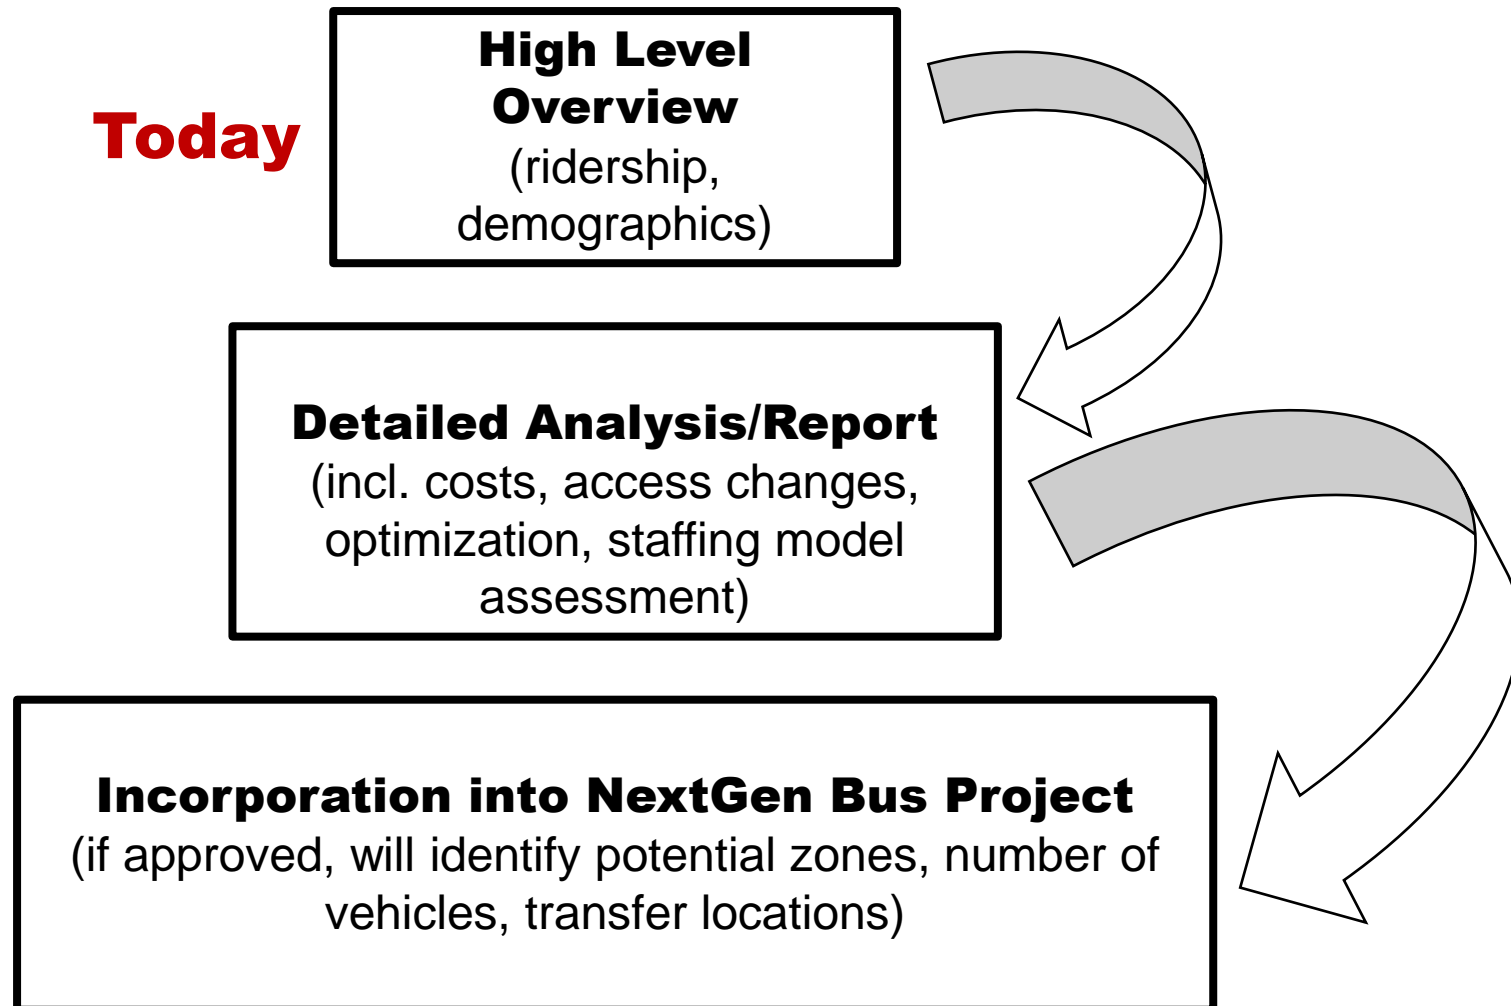 High Level
Overview
(ridership,
demographics)
Today
Detailed Analysis/Report
(incl. costs, access changes,
optimization, staffing model
assessment)
Incorporation into NextGen Bus Project
(if approved, will identify potential zones, number of
vehicles, transfer locations)